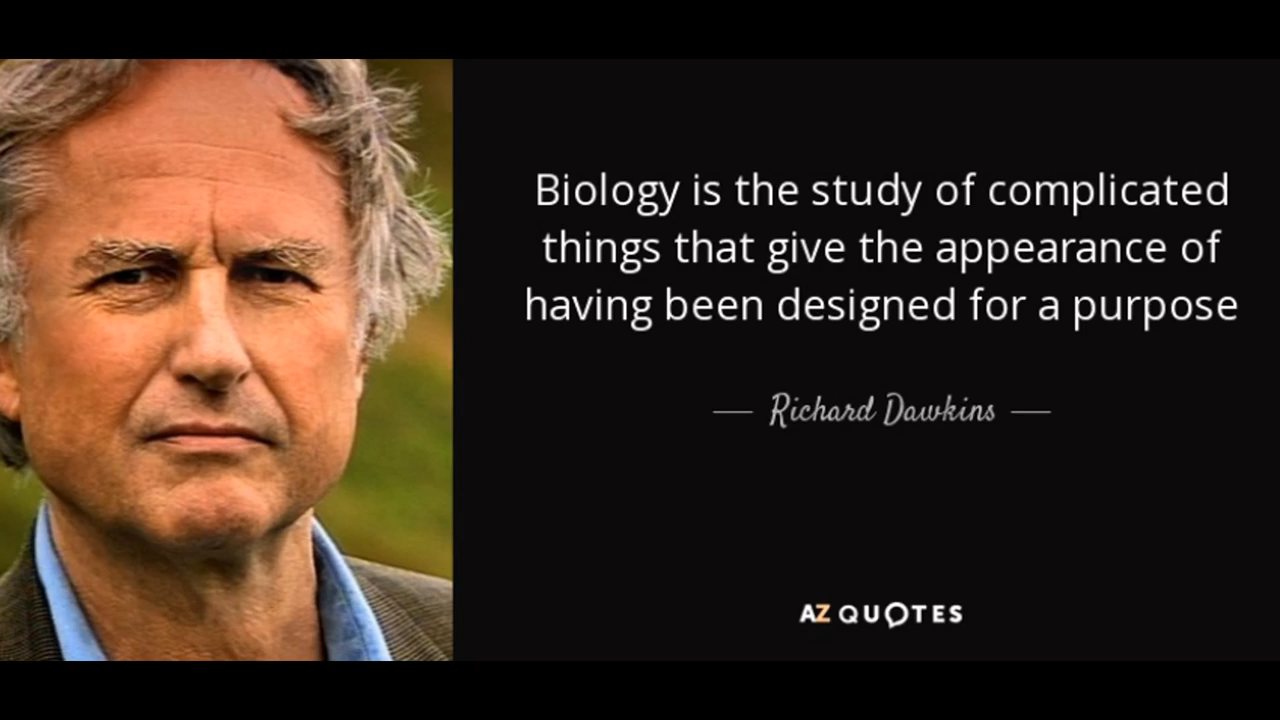 Biology is the study of complicated
things that give the appearance of
having been designed for a purpose
Richard Dawkins
AZ QUOTES